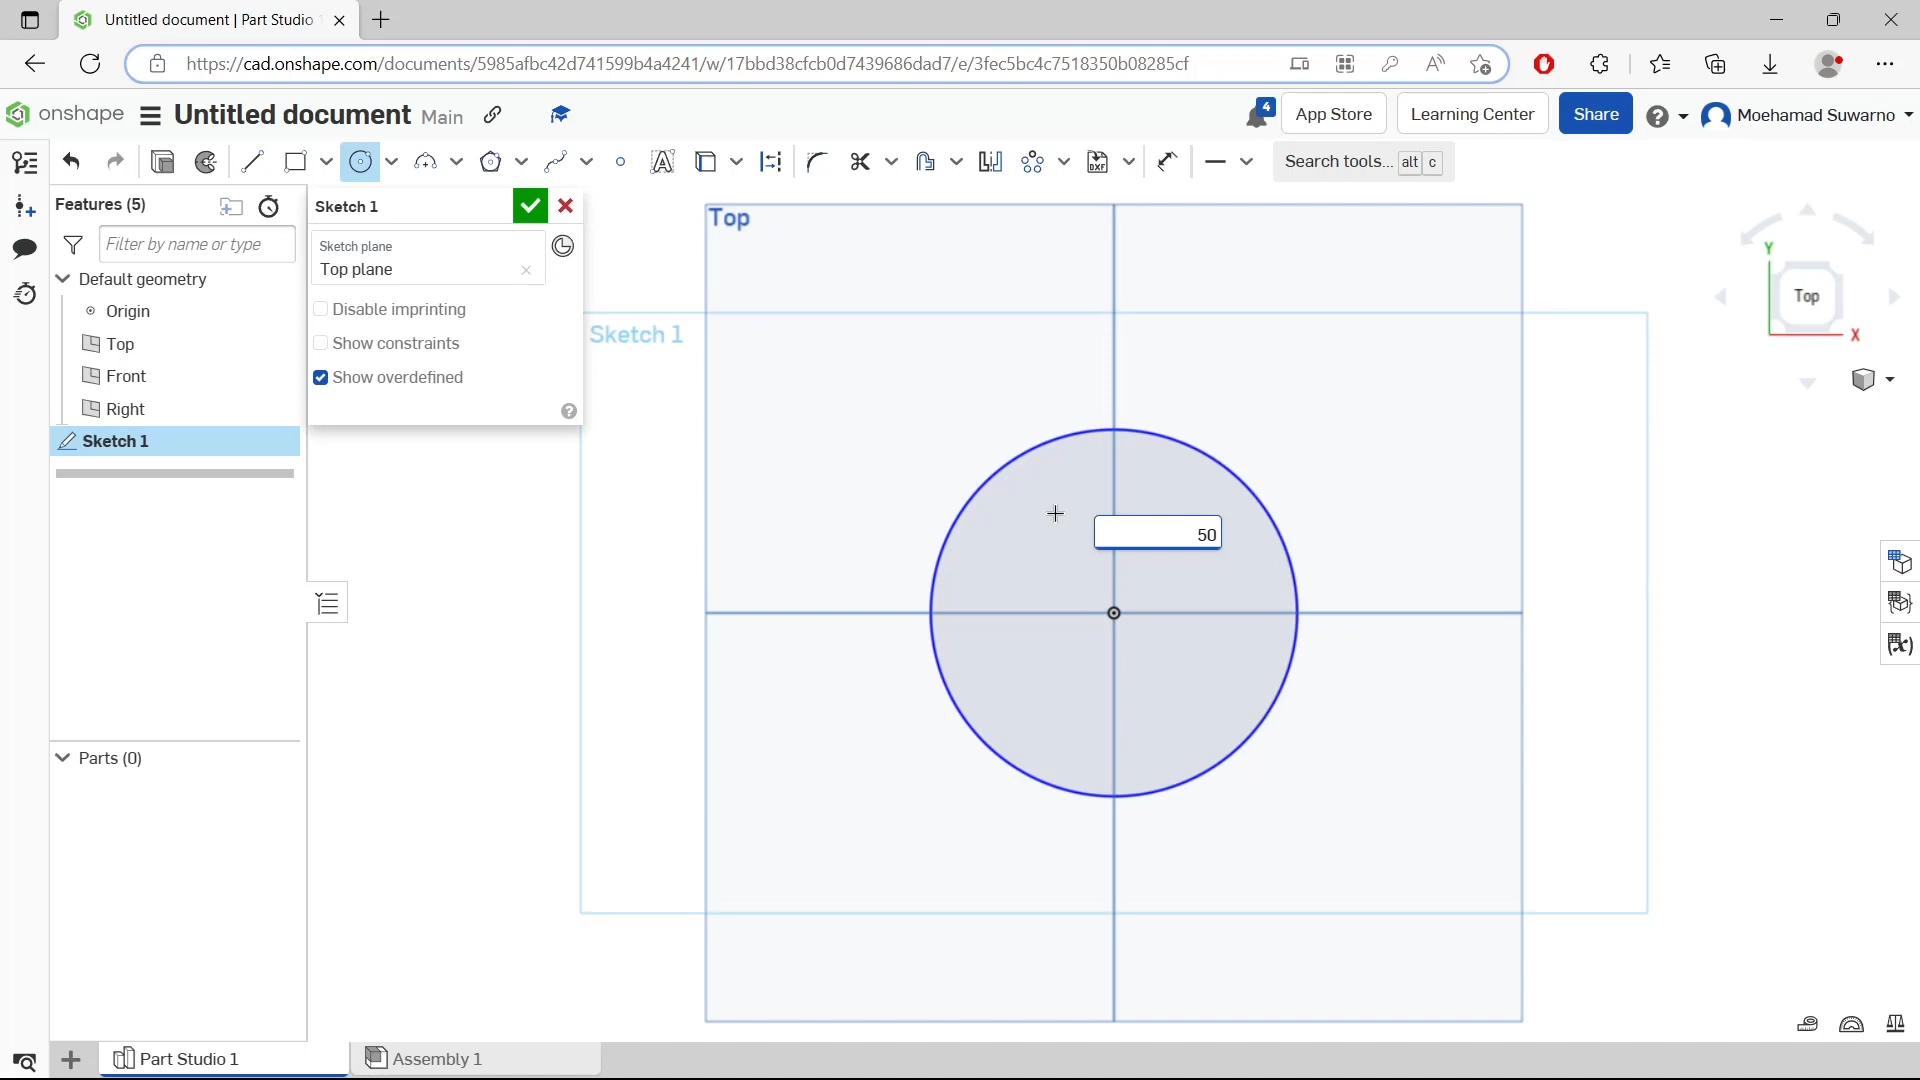 Untitled document | Part Studio
https://cad.onshape.com/documents/5985afbc42d741599b4a4241/w/17bbd38cfcb0d7439686dad7/e/3fec5bc4c7518350b08285cf
onshape Untitled document Main
4 App Store Learning Center Share Moehamad Suwarno
Search tools... alt c
Features (5)
Filter by name or type
Default geometry
Origin
Top
Front
Right
Sketch 1
Parts (0)
Sketch 1
Sketch plane
Top plane
Disable imprinting
Show constraints
Show overdefined
Top
Sketch 1
50
Y
Top
X
Part Studio 1
Assembly 1